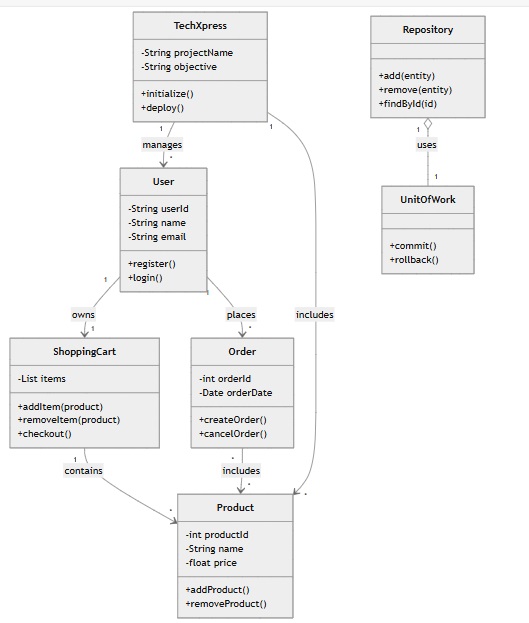 TechXpress
-String projectName
-String objective
+initialize()
+deploy()
Repository
+add(entity)
+remove(entity)
+findById(id)
1
manages
*
1
1
uses
1
User
-String userId
-String name
-String email
+register()
+login()
UnitOfWork
+commit()
+rollback()
1
owns
1
1
places
*
includes
ShoppingCart
-List items
+addItem(product)
+removeItem(product)
+checkout()
Order
-int orderId
-Date orderDate
+createOrder()
+cancelOrder()
1
contains
*
*
includes
*
*
Product
-int productId
-String name
-float price
+addProduct()
+removeProduct()